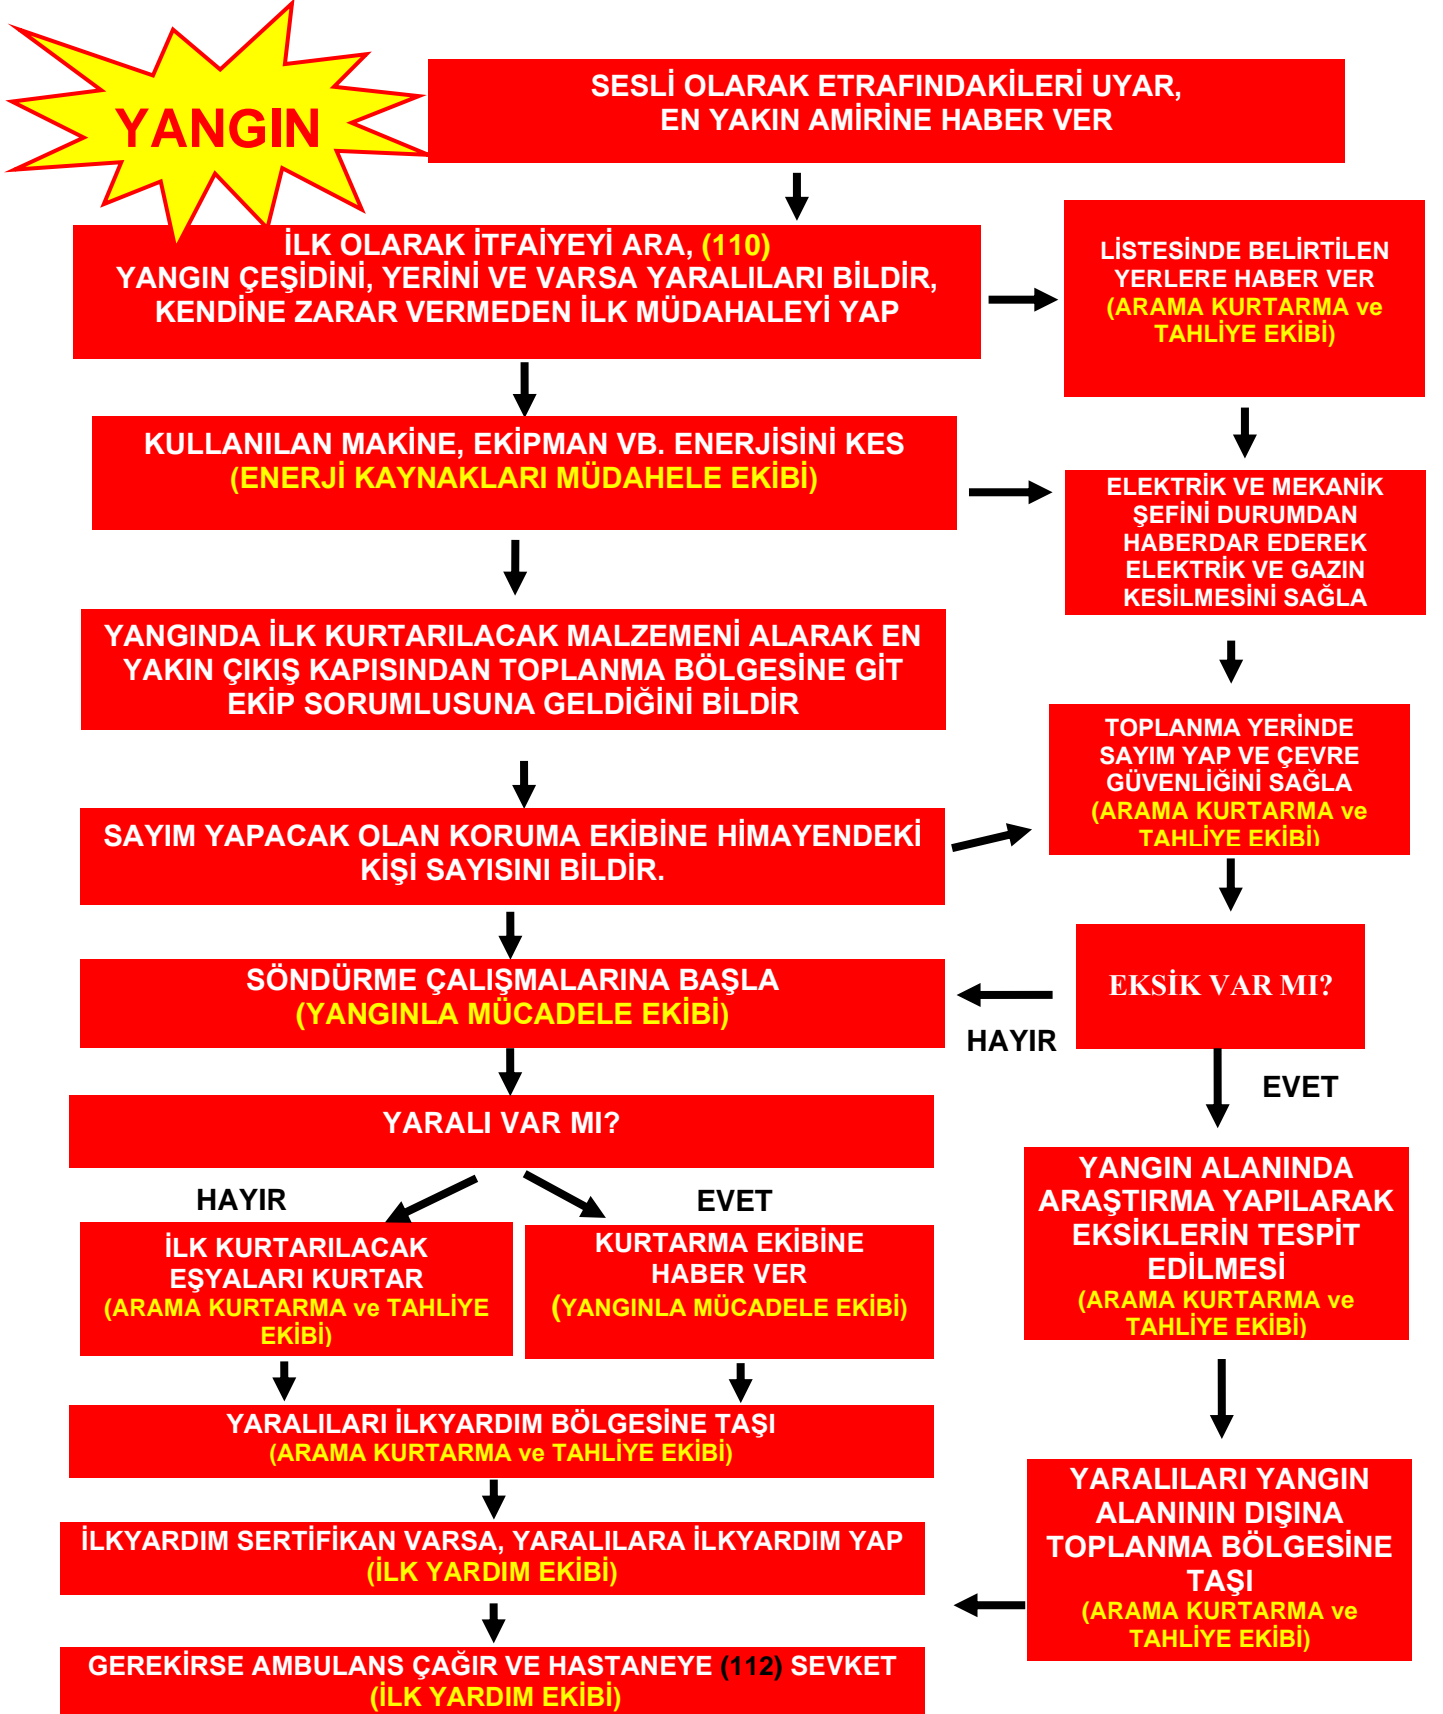 YANGIN
SESLİ OLARAK ETRAFINDAKİLERİ UYAR,
EN YAKIN AMİRİNE HABER VER
İLK OLARAK İTFAİYEYİ ARA, (110)
YANGIN ÇEŞİDİNİ, YERİNİ VE VARSA YARALILARI BİLDİR,
KENDİNE ZARAR VERMEDEN İLK MÜDAHALEYİ YAP
LİSTESİNDE BELİRTİLEN
YERLERE HABER VER
(ARAMA KURTARMA ve
TAHLİYE EKİBİ)
KULLANILAN MAKİNE, EKİPMAN VB. ENERJİSİNİ KES
(ENERJİ KAYNAKLARI MÜDAHELE EKİBİ)
ELEKTRİK VE MEKANİK
ŞEFİNİ DURUMDAN
HABERDAR EDEREK
ELEKTRİK VE GAZIN
KESİLMESİNİ SAĞLA
YANGINDA İLK KURTARILACAK MALZEMENİ ALARAK EN
YAKIN ÇIKIŞ KAPISINDAN TOPLANMA BÖLGESİNE GİT
EKİP SORUMLUSUNA GELDİĞİNİ BİLDİR
TOPLANMA YERİNDE
SAYIM YAP VE ÇEVRE
GÜVENLİĞİNİ SAĞLA
(ARAMA KURTARMA ve
TAHLİYE EKİBİ)
SAYIM YAPACAK OLAN KORUMA EKİBİNE HİMAYENDEKİ
KİŞİ SAYISINI BİLDİR.
SÖNDÜRME ÇALIŞMALARINA BAŞLA
(YANGINLA MÜCADELE EKİBİ)
EKSİK VAR MI?
HAYIR
EVET
YARALI VAR MI?
HAYIR
EVET
İLK KURTARILACAK
EŞYALARI KURTAR
(ARAMA KURTARMA ve TAHLİYE
EKİBİ)
KURTARMA EKİBİNE
HABER VER
(YANGINLA MÜCADELE EKİBİ)
YANGIN ALANINDA
ARAŞTIRMA YAPILARAK
EKSİKLERİN TESPİT
EDİLMESİ
(ARAMA KURTARMA ve
TAHLİYE EKİBİ)
YARALILARI İLKYARDIM BÖLGESİNE TAŞI
(ARAMA KURTARMA ve TAHLİYE EKİBİ)
YARALILARI YANGIN
ALANININ DIŞINA
TOPLANMA BÖLGESİNE
TAŞI
(ARAMA KURTARMA ve
TAHLİYE EKİBİ)
İLKYARDIM SERTİFİKAN VARSA, YARALILARA İLKYARDIM YAP
(İLK YARDIM EKİBİ)
GEREKİRSE AMBULANS ÇAĞIR VE HASTANEYE (112) SEVKET
(İLK YARDIM EKİBİ)